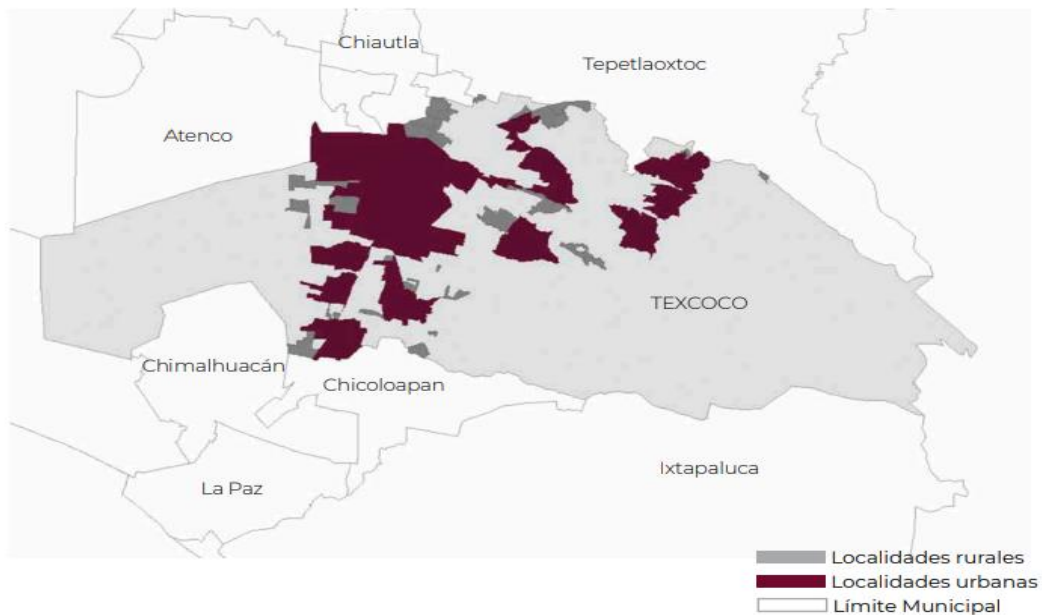 Chiautla
Tepetlaoxtoc
Atenco
TEXCOCO
Chimalhuacán
Chicoloapan
Ixtapaluca
La Paz
Localidades rurales
Localidades urbanas
Límite Municipal